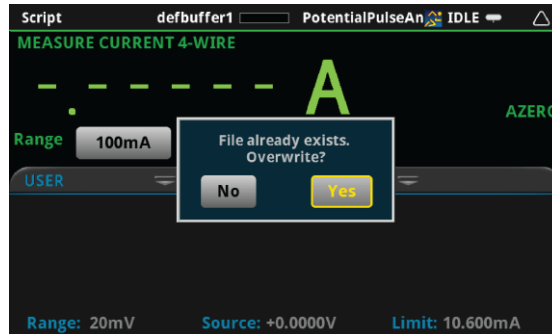 Script defbuffer1 PotentialPulseAn IDLE
MEASURE CURRENT 4-WIRE
- . - - - - - A
AZERO
Range 100mA
File already exists.
Overwrite?
No Yes
USER
Range: 20mV Source: +0.0000V Limit: 10.600mA